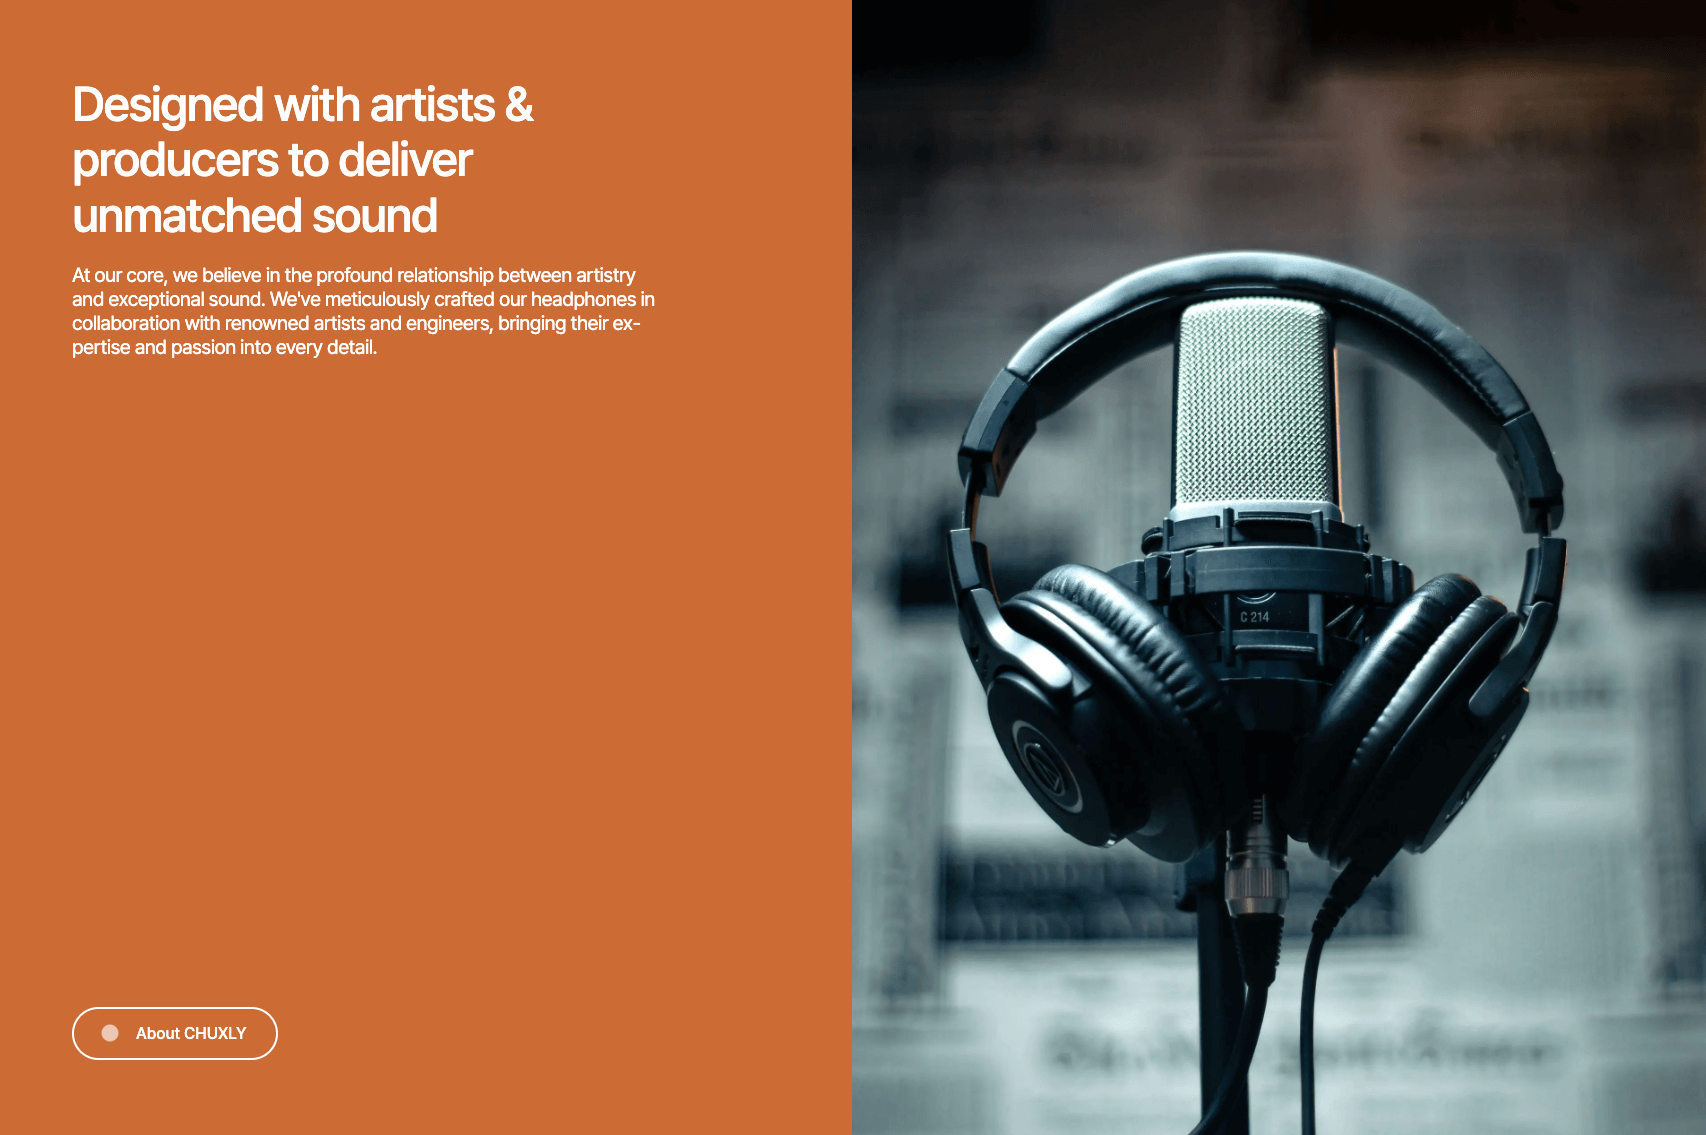 Designed with artists &
producers to deliver
unmatched sound
At our core, we believe in the profound relationship between artistry
and exceptional sound. We've meticulously crafted our headphones in
collaboration with renowned artists and engineers, bringing their ex-
pertise and passion into every detail.
C 214
About CHUXLY